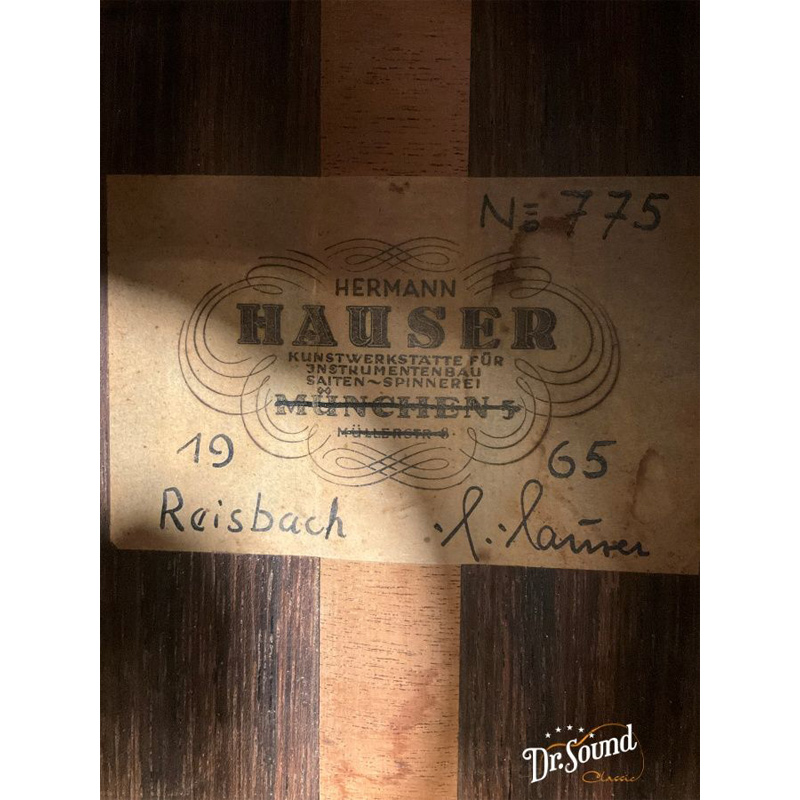 No 775
HERMANN
HAUSER
KUNSTWERKSTÄTTE FÜR
INSTRUMENTENBAU
SAITEN~SPINNEREI
MÜNCHEN 5
MÜLLERSTR 8
19 65
Reisbach H. Hauser
Dr. Sound
Classic